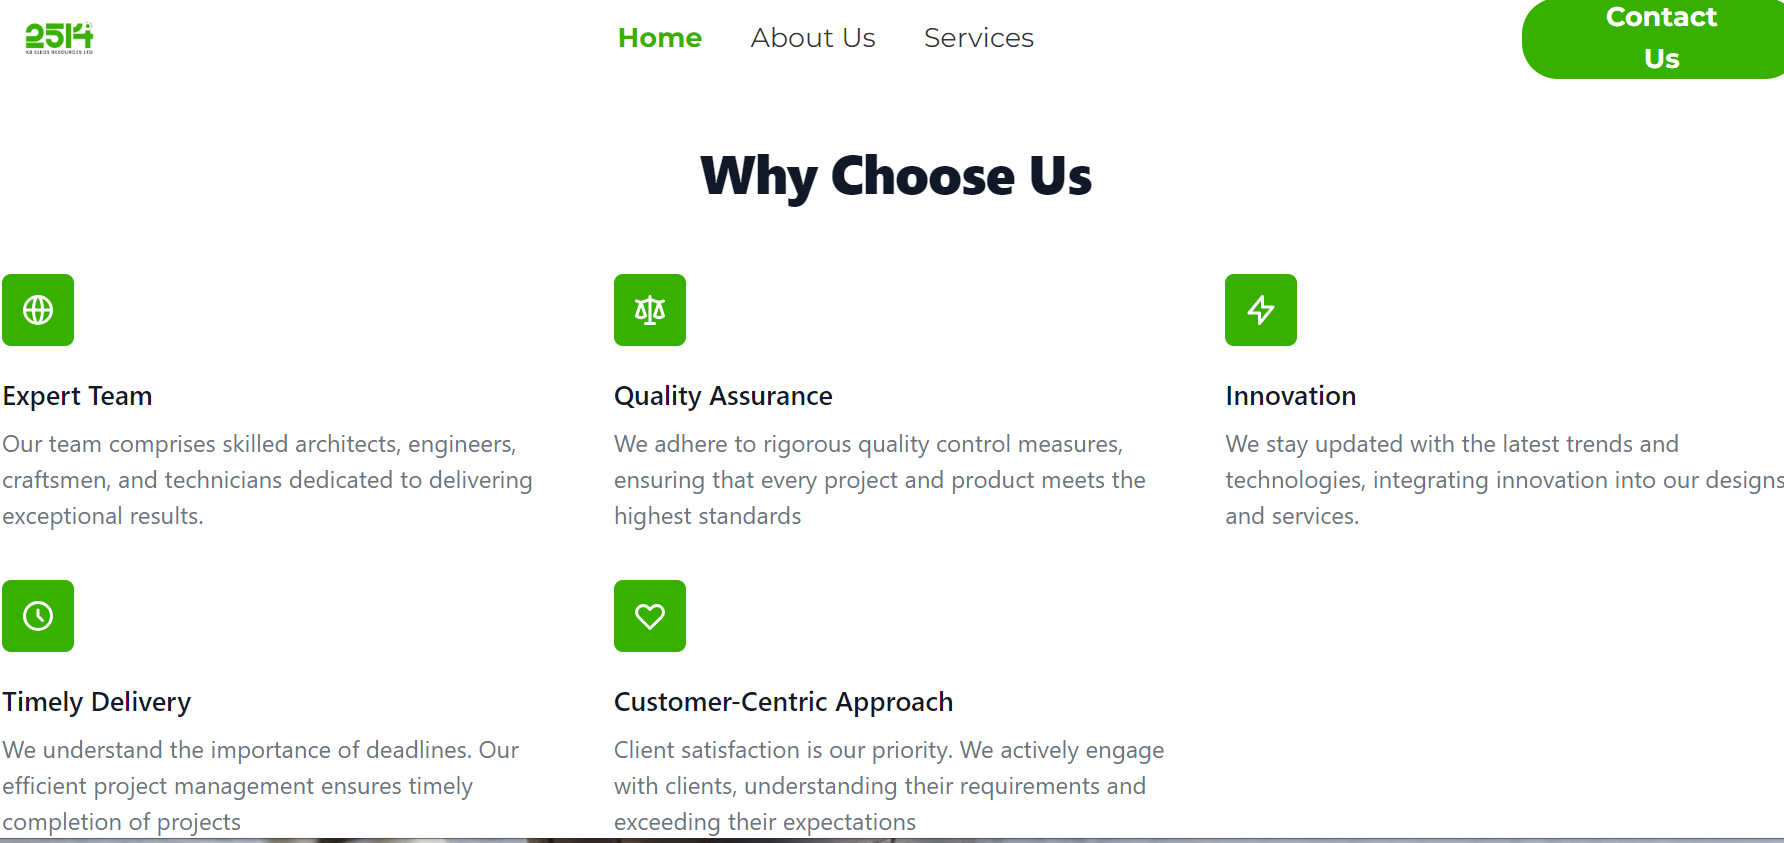 2514
Home
About Us
Services
Contact
Us
Why Choose Us
Expert Team
Our team comprises skilled architects, engineers,
craftsmen, and technicians dedicated to delivering
exceptional results.
Quality Assurance
We adhere to rigorous quality control measures,
ensuring that every project and product meets the
highest standards
Innovation
We stay updated with the latest trends and
technologies, integrating innovation into our designs
and services.
Timely Delivery
We understand the importance of deadlines. Our
efficient project management ensures timely
completion of projects
Customer-Centric Approach
Client satisfaction is our priority. We actively engage
with clients, understanding their requirements and
exceeding their expectations